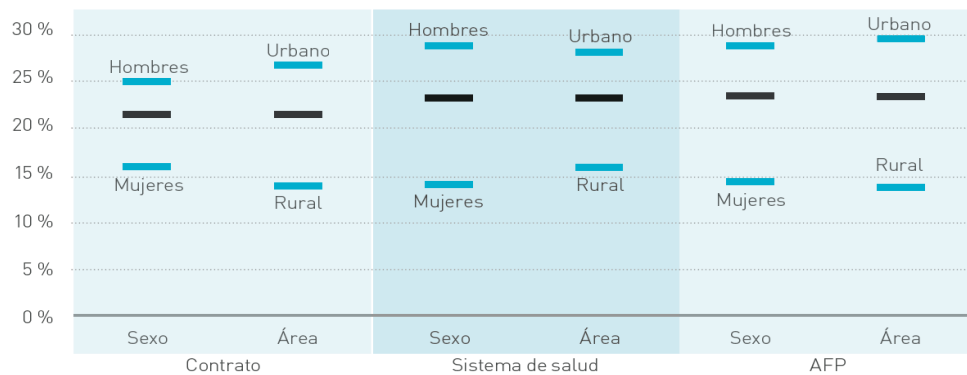 30 %
25 %
20 %
15 %
10 %
5 %
0 %
Hombres
Mujeres
Urbano
Rural
Hombres
Mujeres
Urbano
Rural
Hombres
Mujeres
Urbano
Rural
Sexo Área Sexo Área Sexo Área
Contrato Sistema de salud AFP